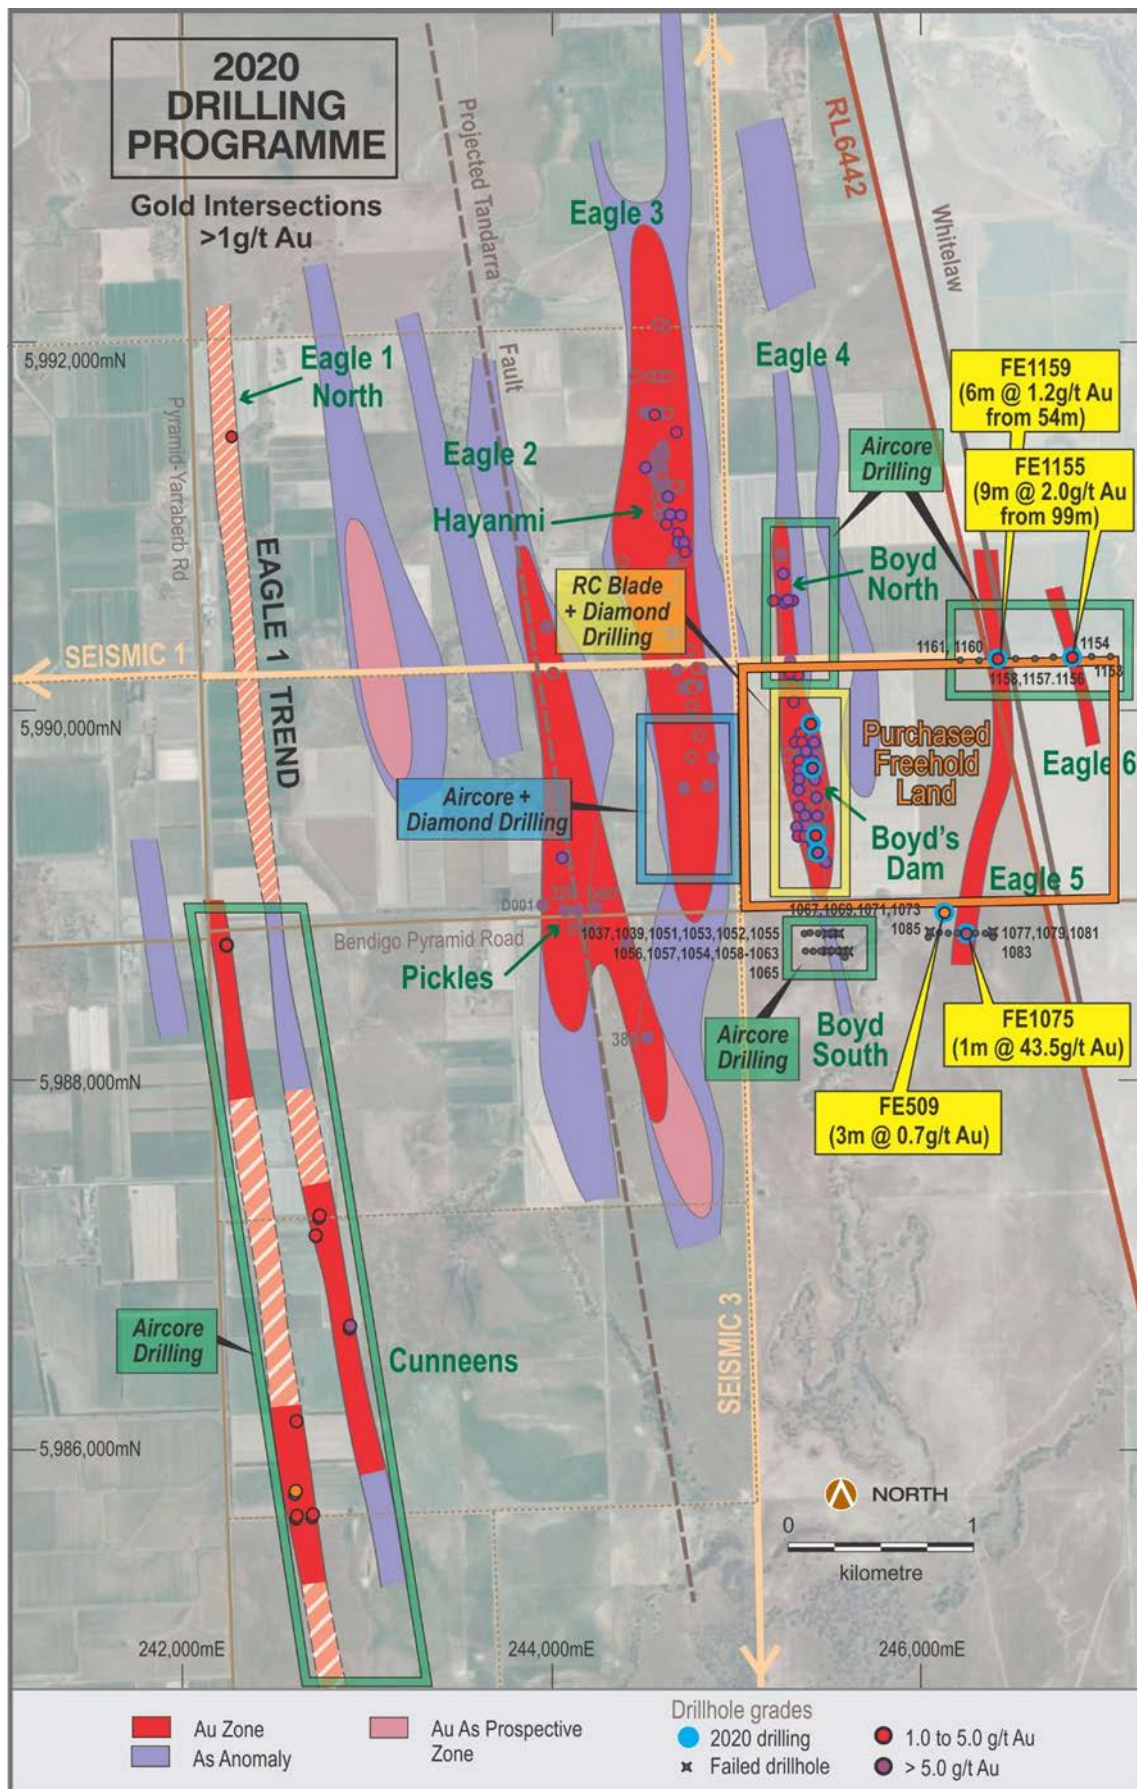 2020
DRILLING
PROGRAMME
Gold Intersections
>1g/t Au
Projected Tandarra
Fault
RL6442
Whitelaw
Eagle 3
5,992,000mN
Eagle 1
North
Eagle 4
FE1159
(6m @ 1.2g/t Au
from 54m)
Pyramid-Yarraberb Rd
Eagle 2
Aircore
Drilling
FE1155
(9m @ 2.0g/t Au
from 99m)
Hayanmi
EAGLE 1 TREND
RC Blade
+ Diamond
Drilling
Boyd
North
SEISMIC 1
1161, 1160
1154
1158,1157.1156
1153
5,990,000mN
Purchased
Freehold
Land
Eagle 6
Aircore +
Diamond Drilling
Boyd's
Dam
Eagle 5
D001
1067,1069,1071,1073
1085
Bendigo Pyramid Road
1037,1039,1051,1053,1052,1055
1056,1057,1054,1058-1063
1065
1077,1079,1081
1083
Pickles
Aircore
Drilling
Boyd
South
FE1075
(1m @ 43.5g/t Au)
5,988,000mN
FE509
(3m @ 0.7g/t Au)
Aircore
Drilling
Cunneens
SEISMIC 3
5,986,000mN
NORTH
0 1
kilometre
242,000mE
244,000mE
246,000mE
Au Zone
As Anomaly
Au As Prospective
Zone
Drillhole grades
2020 drilling
Failed drillhole
1.0 to 5.0 g/t Au
> 5.0 g/t Au